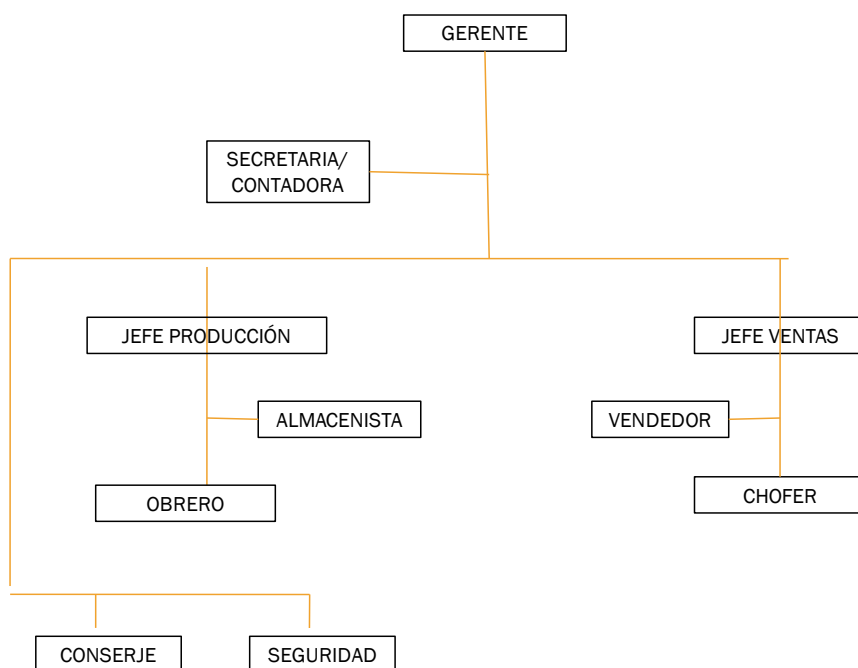 GERENTE
SECRETARIA/
CONTADORA
JEFE PRODUCCIÓN
JEFE VENTAS
ALMACENISTA
VENDEDOR
OBRERO
CHOFER
CONSERJE
SEGURIDAD